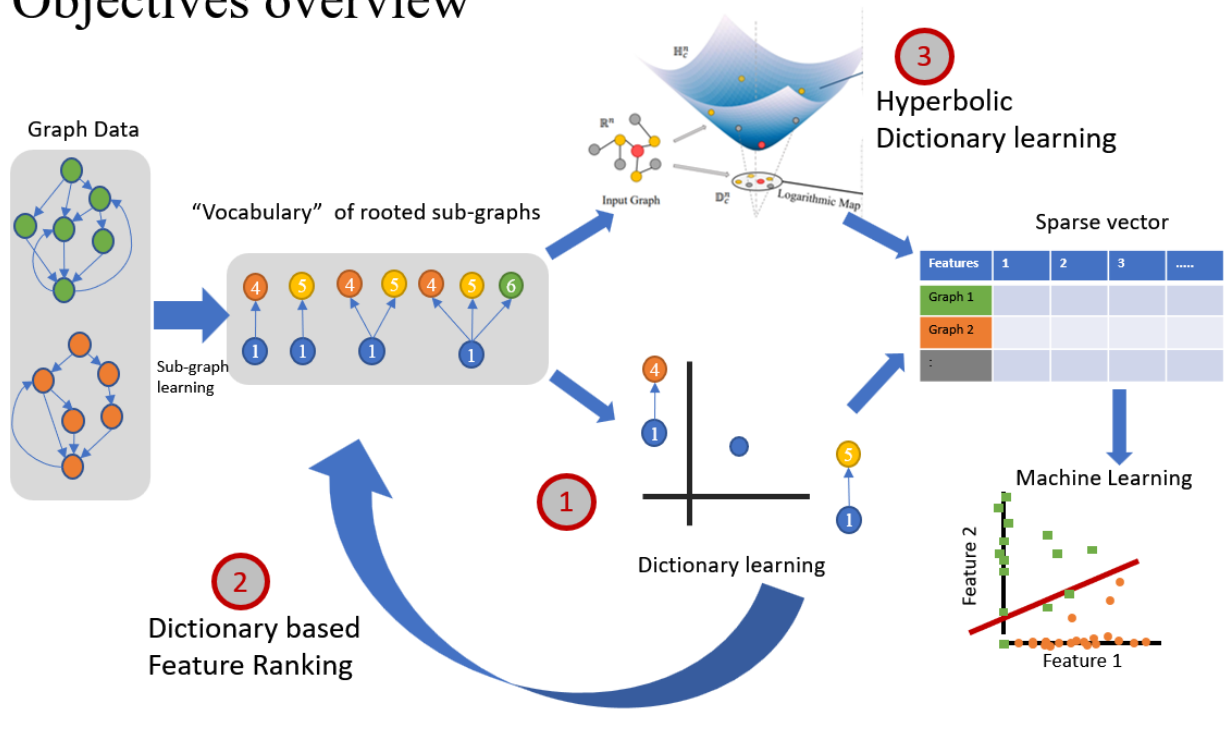 Objectives overview
Graph Data
Sub-graph
learning
“Vocabulary” of rooted sub-graphs
4 5 4 5 4 5 6
1 1 1 1
ℝⁿ
Input Graph
ℍⁿ꜀
𝔻ⁿ꜀
Logarithmic Map
3
Hyperbolic
Dictionary learning
1
4
1
5
1
Dictionary learning
2
Dictionary based
Feature Ranking
Sparse vector
Features 1 2 3 .....
Graph 1
Graph 2
:
Machine Learning
Feature 2
Feature 1